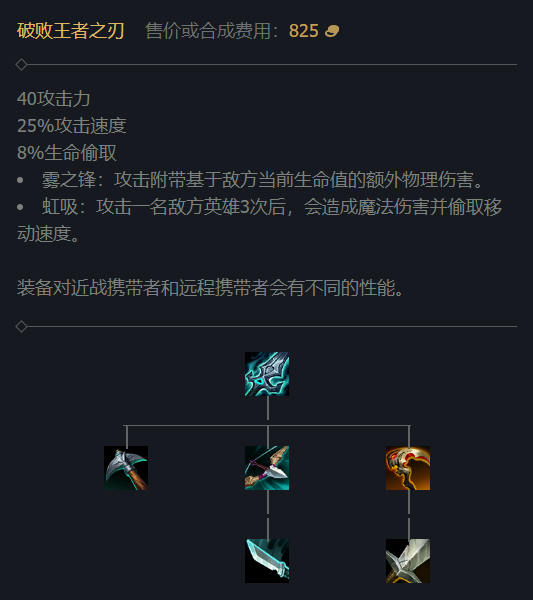 破败王者之刃 售价或合成费用：825
40攻击力
25%攻击速度
8%生命偷取
• 雾之锋：攻击附带基于敌方当前生命值的额外物理伤害。
• 虹吸：攻击一名敌方英雄3次后，会造成魔法伤害并偷取移
动速度。
装备对近战携带者和远程携带者会有不同的性能。